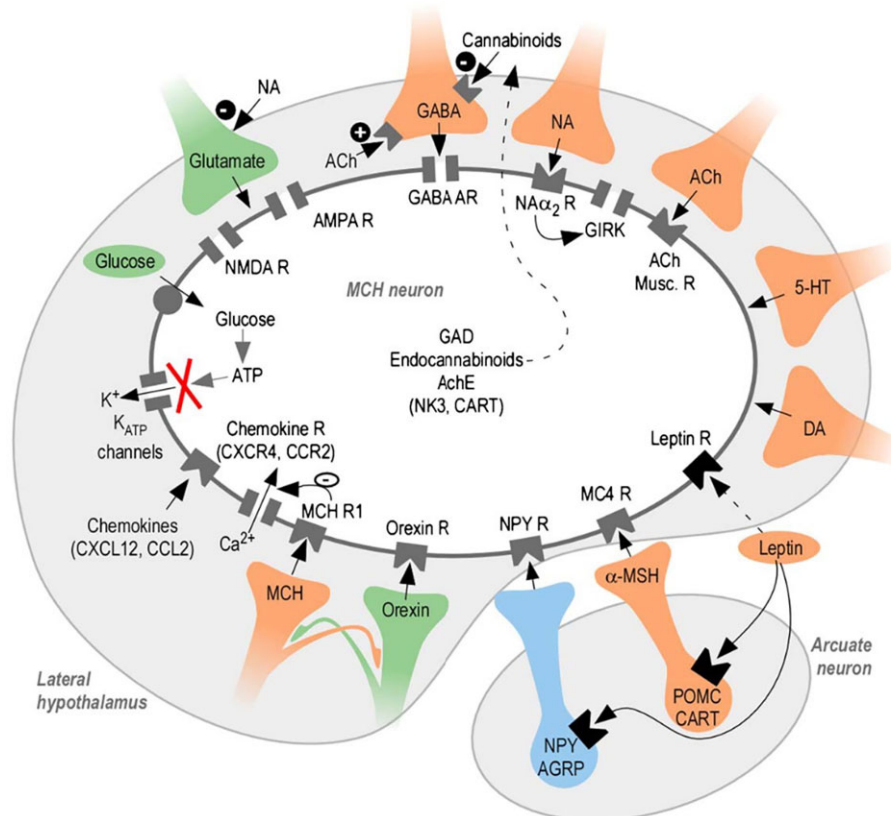 Cannabinoids
-
NA
-
GABA
NA
+
ACh
Glutamate
ACh
GABA AR
NAα2 R
AMPA R
GIRK
ACh
Musc. R
NMDA R
Glucose
5-HT
MCH neuron
Glucose
GAD
Endocannabinoids
AchE
(NK3, CART)
ATP
K+
KATP
channels
DA
Chemokine R
(CXCR4, CCR2)
Leptin R
-
MCH R1
MC4 R
Orexin R
NPY R
Chemokines
(CXCL12, CCL2)
Ca2+
Leptin
α-MSH
MCH
Orexin
Arcuate
neuron
Lateral
hypothalamus
POMC
CART
NPY
AGRP